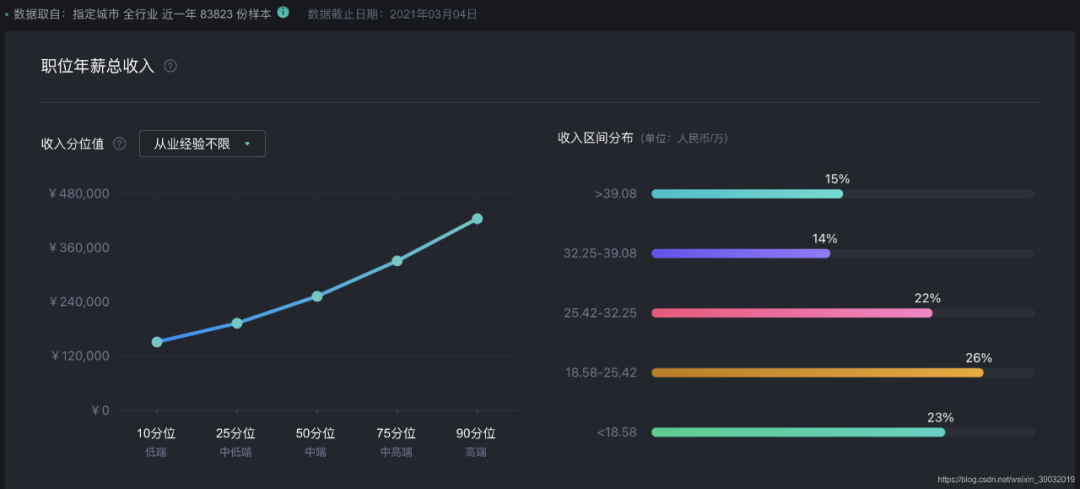 数据取自：指定城市 全行业 近一年 83823 份样本 数据截止日期：2021年03月04日
职位年薪总收入
收入分位值 从业经验不限
¥480,000
¥360,000
¥240,000
¥120,000
¥0
10分位 25分位 50分位 75分位 90分位
低端 中低端 中端 中高端 高端
收入区间分布（单位：人民币/万）
15%
>39.08
14%
32.25-39.08
22%
25.42-32.25
26%
18.58-25.42
23%
<18.58
https://blog.csdn.net/weixin_39032019